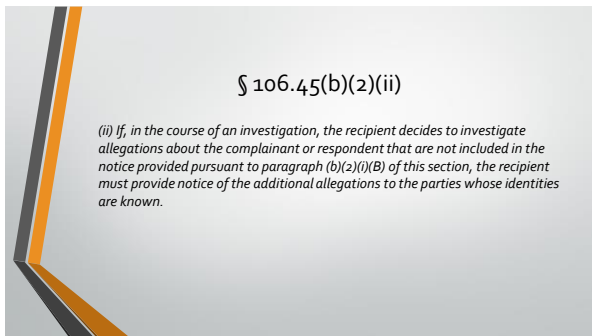 § 106.45(b)(2)(ii)
(ii) If, in the course of an investigation, the recipient decides to investigate
allegations about the complainant or respondent that are not included in the
notice provided pursuant to paragraph (b)(2)(i)(B) of this section, the recipient
must provide notice of the additional allegations to the parties whose identities
are known.